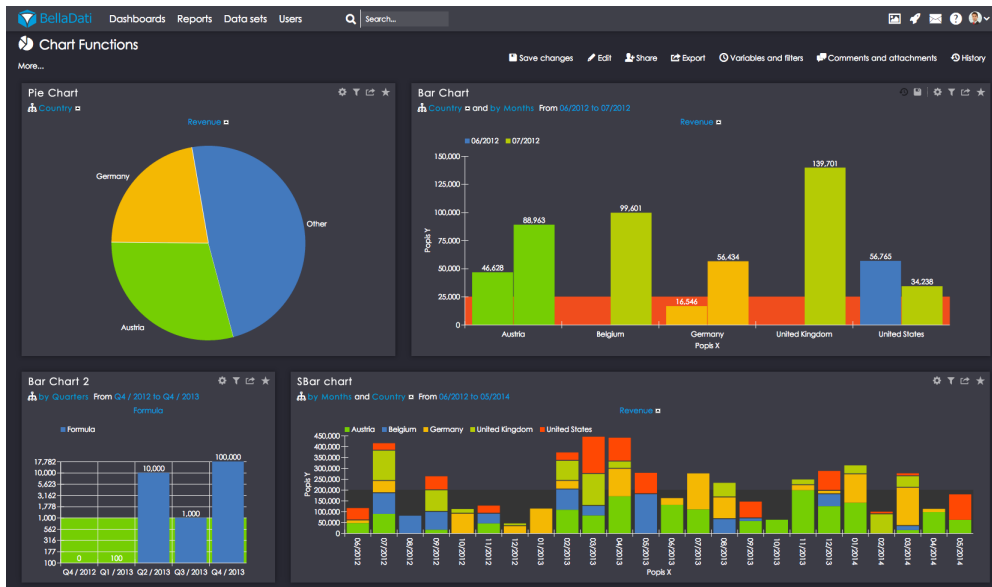 BellaDati Dashboards Reports Data sets Users Search...
Chart Functions
More...
Save changes Edit Share Export Variables and filters Comments and attachments History
Pie Chart
Country
Revenue
Germany
Other
Austria
Bar Chart
Country and by Months From 06/2012 to 07/2012
Revenue
06/2012 07/2012
150,000
125,000
100,000
75,000
50,000
25,000
0
Popis Y
46,628
88,963
99,601
16,546
56,434
139,701
56,765
34,238
Austria Belgium Germany United Kingdom United States
Popis X
Bar Chart 2
by Quarters From Q4 / 2012 to Q4 / 2013
Formula
Formula
17,782
10,000
5,623
3,162
1,778
1,000
562
316
177
100
0
100
10,000
1,000
100,000
Q4 / 2012 Q1 / 2013 Q2 / 2013 Q3 / 2013 Q4 / 2013
SBar chart
by Months and Country From 06/2012 to 05/2014
Revenue
Austria Belgium Germany United Kingdom United States
450,000
400,000
350,000
300,000
250,000
200,000
150,000
100,000
50,000
0
Popis Y
06/2012 07/2012 08/2012 09/2012 10/2012 11/2012 12/2012 01/2013 02/2013 03/2013 04/2013 05/2013 06/2013 07/2013 08/2013 09/2013 10/2013 11/2013 12/2013 01/2014 02/2014 03/2014 04/2014 05/2014
Popis X